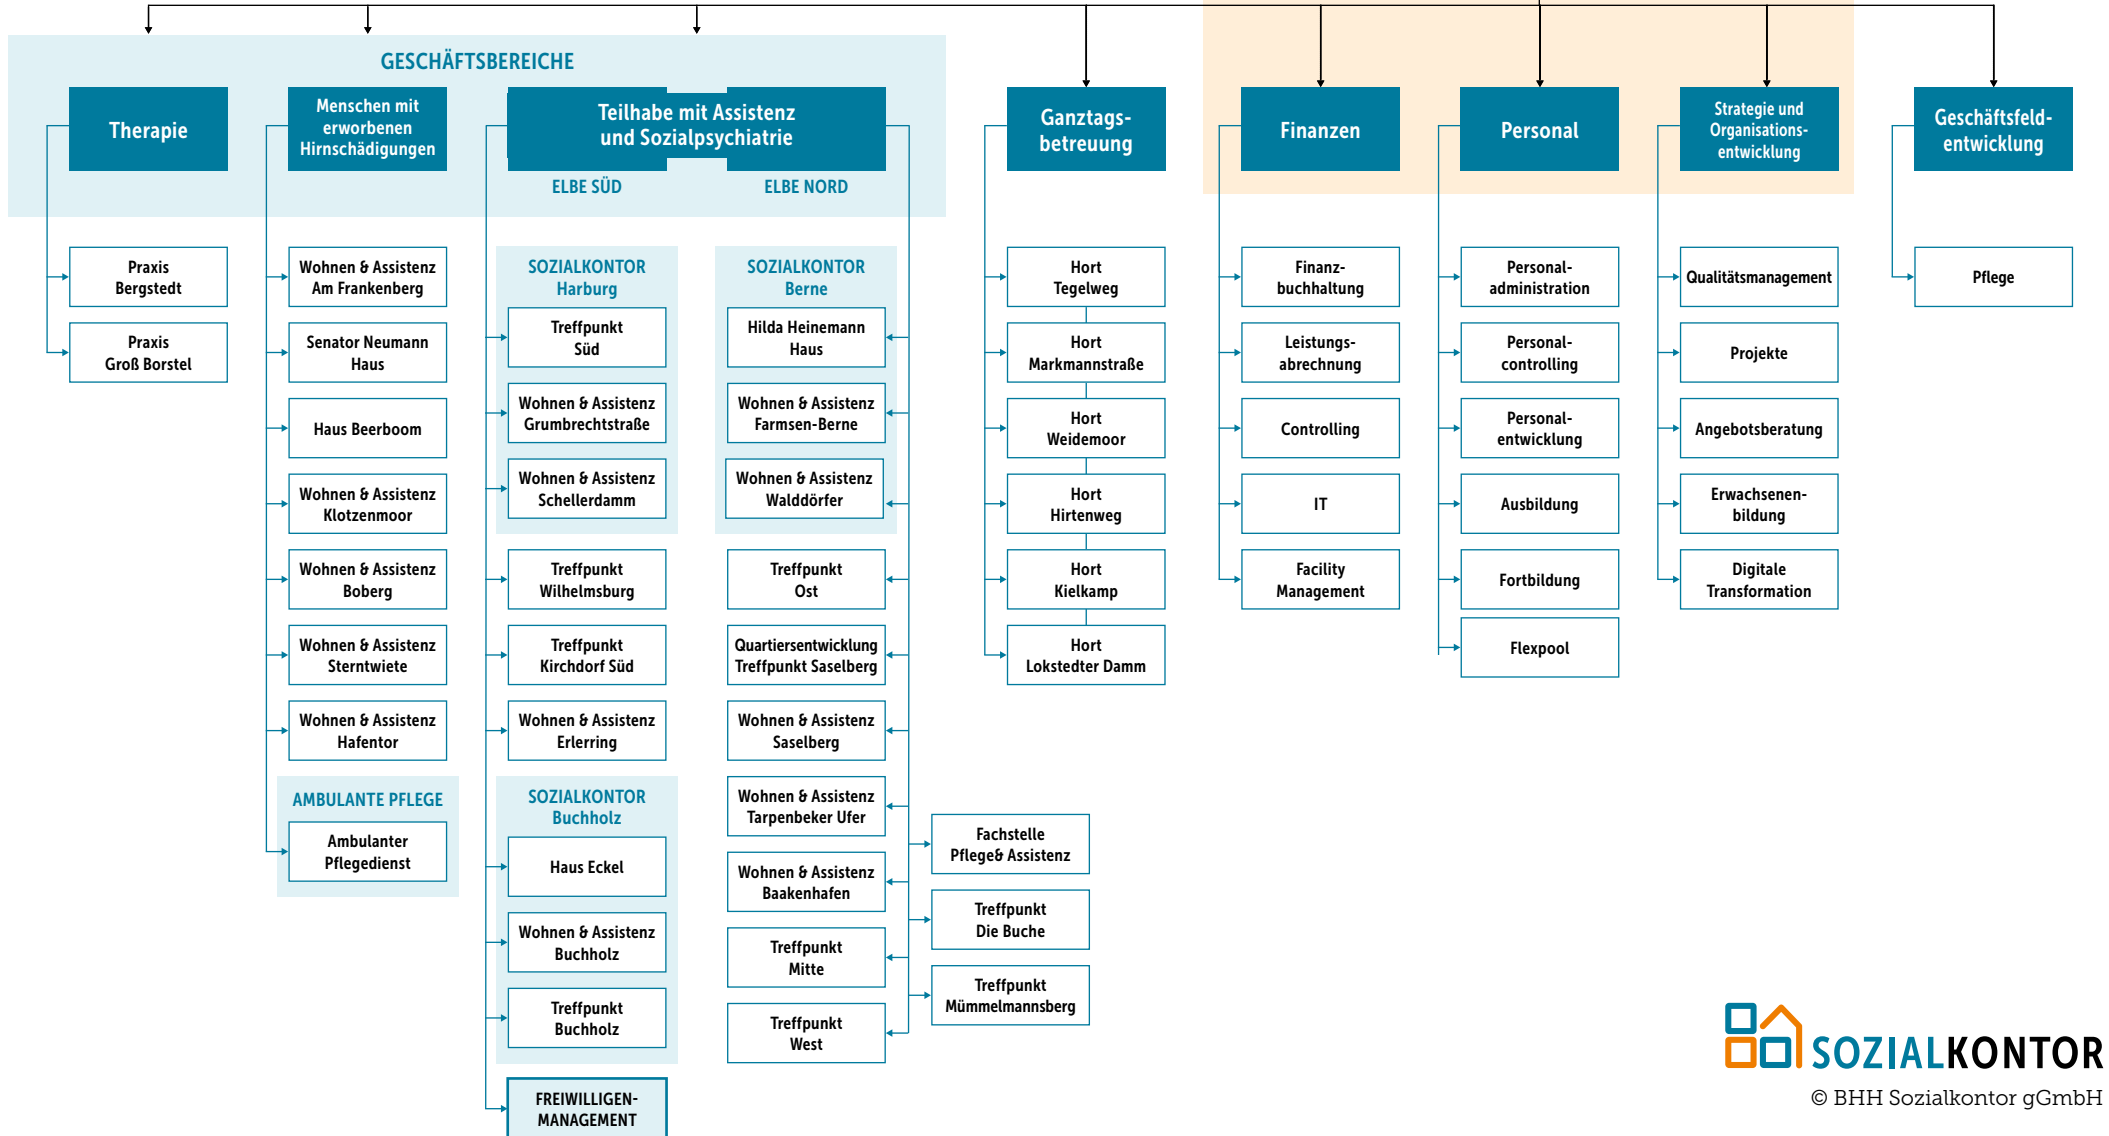 GESCHÄFTSBEREICHE
Therapie
Menschen mit
erworbenen
Hirnschädigungen
Teilhabe mit Assistenz
und Sozialpsychiatrie
ELBE SÜD
ELBE NORD
Ganztags-
betreuung
Finanzen
Personal
Strategie und
Organisations-
entwicklung
Geschäftsfeld-
entwicklung
Praxis
Bergstedt
Praxis
Groß Borstel
Wohnen & Assistenz
Am Frankenberg
Senator Neumann
Haus
Haus Beerboom
Wohnen & Assistenz
Klotzenmoor
Wohnen & Assistenz
Boberg
Wohnen & Assistenz
Sterntwiete
Wohnen & Assistenz
Hafentor
AMBULANTE PFLEGE
Ambulanter
Pflegedienst
SOZIALKONTOR
Harburg
Treffpunkt
Süd
Wohnen & Assistenz
Grumbrechtstraße
Wohnen & Assistenz
Schellerdamm
Treffpunkt
Wilhelmsburg
Treffpunkt
Kirchdorf Süd
Wohnen & Assistenz
Erlerring
SOZIALKONTOR
Buchholz
Haus Eckel
Wohnen & Assistenz
Buchholz
Treffpunkt
Buchholz
FREIWILLIGEN-
MANAGEMENT
SOZIALKONTOR
Berne
Hilda Heinemann
Haus
Wohnen & Assistenz
Farmsen-Berne
Wohnen & Assistenz
Walddörfer
Treffpunkt
Ost
Quartiersentwicklung
Treffpunkt Saselberg
Wohnen & Assistenz
Saselberg
Wohnen & Assistenz
Tarpenbeker Ufer
Wohnen & Assistenz
Baakenhafen
Treffpunkt
Mitte
Treffpunkt
West
Fachstelle
Pflege& Assistenz
Treffpunkt
Die Buche
Treffpunkt
Mümmelmannsberg
Hort
Tegelweg
Hort
Markmannstraße
Hort
Weidemoor
Hort
Hirtenweg
Hort
Kielkamp
Hort
Lokstedter Damm
Finanz-
buchhaltung
Leistungs-
abrechnung
Controlling
IT
Facility
Management
Personal-
administration
Personal-
controlling
Personal-
entwicklung
Ausbildung
Fortbildung
Flexpool
Qualitätsmanagement
Projekte
Angebotsberatung
Erwachsenen-
bildung
Digitale
Transformation
Pflege
SOZIALKONTOR
© BHH Sozialkontor gGmbH